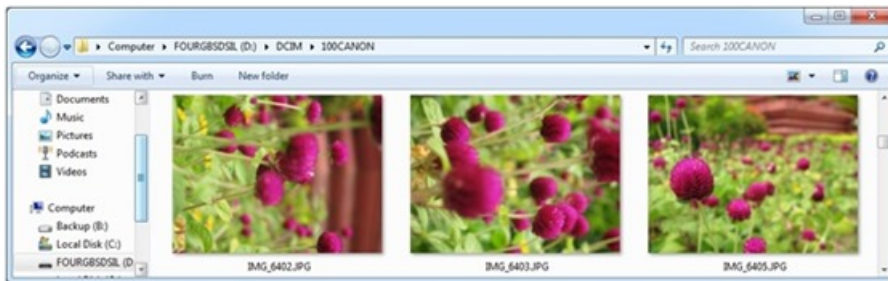 Computer ▸ FOURGBSDSIL (D:) ▸ DCIM ▸ 100CANON
Search 100CANON
Organize ▾ Share with ▾ Burn New folder
Documents
Music
Pictures
Podcasts
Videos
Computer
Backup (B:)
Local Disk (C:)
FOURGBSDSIL (D
IMG_6402.JPG IMG_6403.JPG IMG_6405.JPG